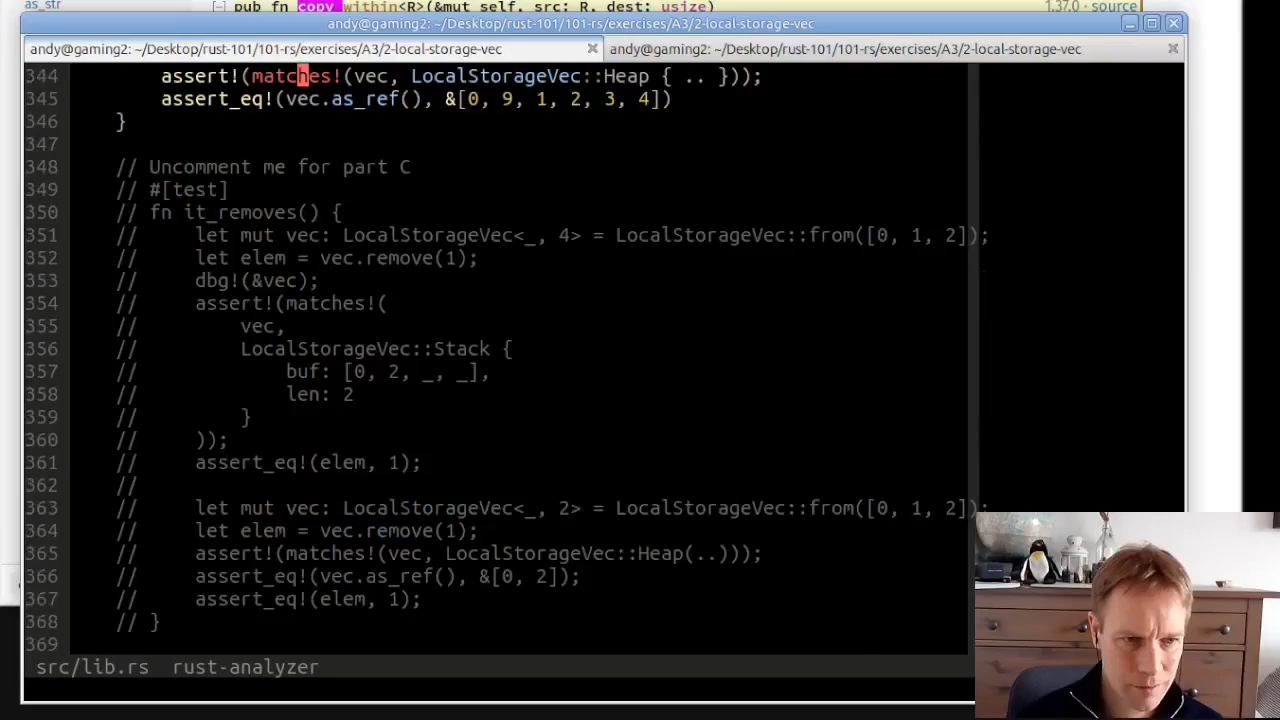 as_str
[−] pub fn copy_within<R>(&mut self, src: R, dest: usize)
1.37.0 · source
andy@gaming2: ~/Desktop/rust-101/101-rs/exercises/A3/2-local-storage-vec
andy@gaming2: ~/Desktop/rust-101/101-rs/exercises/A3/2-local-storage-vec
andy@gaming2: ~/Desktop/rust-101/101-rs/exercises/A3/2-local-storage-vec
344         assert!(matches!(vec, LocalStorageVec::Heap { .. }));
345         assert_eq!(vec.as_ref(), &[0, 9, 1, 2, 3, 4])
346     }
347
348     // Uncomment me for part C
349     // #[test]
350     // fn it_removes() {
351     //     let mut vec: LocalStorageVec<_, 4> = LocalStorageVec::from([0, 1, 2]);
352     //     let elem = vec.remove(1);
353     //     dbg!(&vec);
354     //     assert!(matches!(
355     //         vec,
356     //         LocalStorageVec::Stack {
357     //             buf: [0, 2, _, _],
358     //             len: 2
359     //         }
360     //     ));
361     //     assert_eq!(elem, 1);
362     //
363     //     let mut vec: LocalStorageVec<_, 2> = LocalStorageVec::from([0, 1, 2]);
364     //     let elem = vec.remove(1);
365     //     assert!(matches!(vec, LocalStorageVec::Heap(..)));
366     //     assert_eq!(vec.as_ref(), &[0, 2]);
367     //     assert_eq!(elem, 1);
368     // }
369
src/lib.rs  rust-analyzer